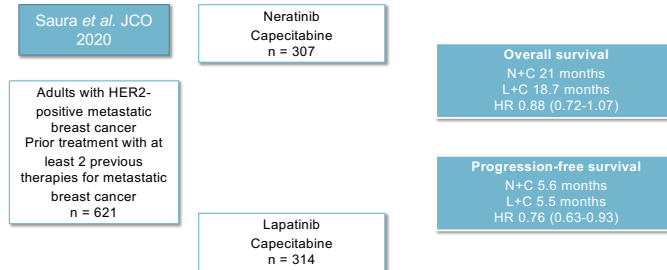 Saura et al. JCO
2020
Adults with HER2-
positive metastatic
breast cancer
Prior treatment with at
least 2 previous
therapies for metastatic
breast cancer
n = 621
Neratinib
Capecitabine
n = 307
Lapatinib
Capecitabine
n = 314
Overall survival
N+C 21 months
L+C 18.7 months
HR 0.88 (0.72-1.07)
Progression-free survival
N+C 5.6 months
L+C 5.5 months
HR 0.76 (0.63-0.93)